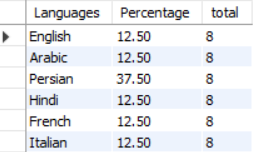 Languages Percentage total
English 12.50 8
Arabic 12.50 8
Persian 37.50 8
Hindi 12.50 8
French 12.50 8
Italian 12.50 8